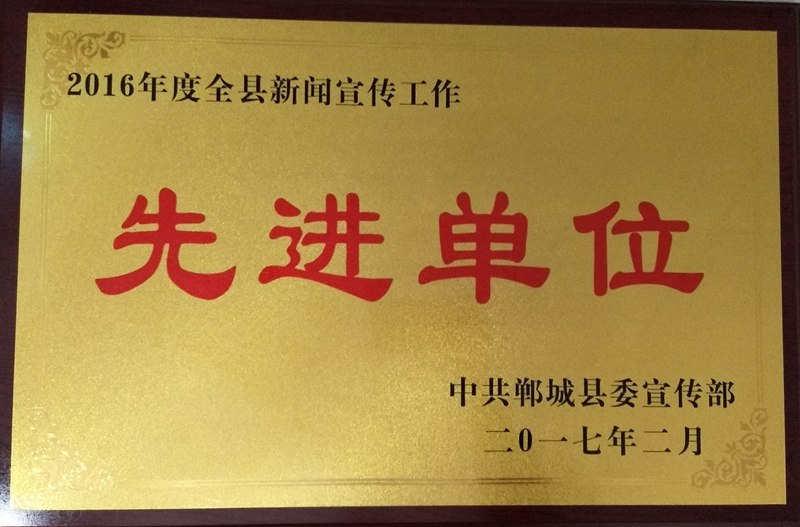 2016年度全县新闻宣传工作
先进单位
中共郸城县委宣传部
二0一七年二月